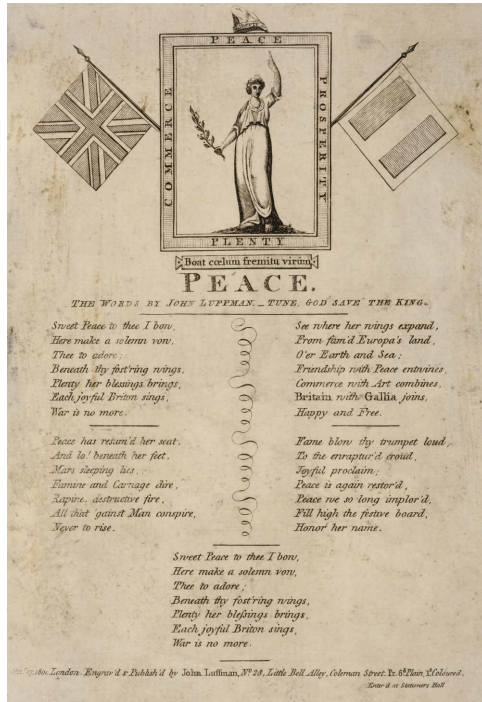 PEACE
COMMERCE
PROSPERITY
PLENTY
Boat cœlum fremitu virûm
PEACE.
THE WORDS BY JOHN LUFFMAN. _ TUNE, GOD SAVE THE KING.
Sweet Peace to thee I bow,
Here make a solemn vow,
Thee to adore;
Beneath thy fost'ring wings,
Plenty her blessings brings,
Each joyful Briton sings,
War is no more.
Peace has resum'd her seat,
And lo! beneath her feet,
Mars sleeping lies;
Famine and Carnage dire,
Rapine, destructive fire,
All that 'gainst Man conspire,
Never to rise.
See where her wings expand,
From fam'd Europa's land,
O'er Earth and Sea;
Friendship with Peace entwines,
Commerce with Art combines,
Britain with Gallia joins,
Happy and Free.
Fame blow thy trumpet loud,
To the enraptur'd croud,
Joyful proclaim;
Peace is again restor'd,
Peace we so long implor'd,
Fill high the festive board,
Honor her name.
Sweet Peace to thee I bow,
Here make a solemn vow,
Thee to adore;
Beneath thy fost'ring wings,
Plenty her bleſsings brings,
Each joyful Briton sings,
War is no more.
1801. London. Engrav'd & Publish'd by John Luffman, No. 28, Little Bell Alley, Coleman Street. Pr. 6d Plain, 1s Coloured.
Enter'd at Stationers Hall